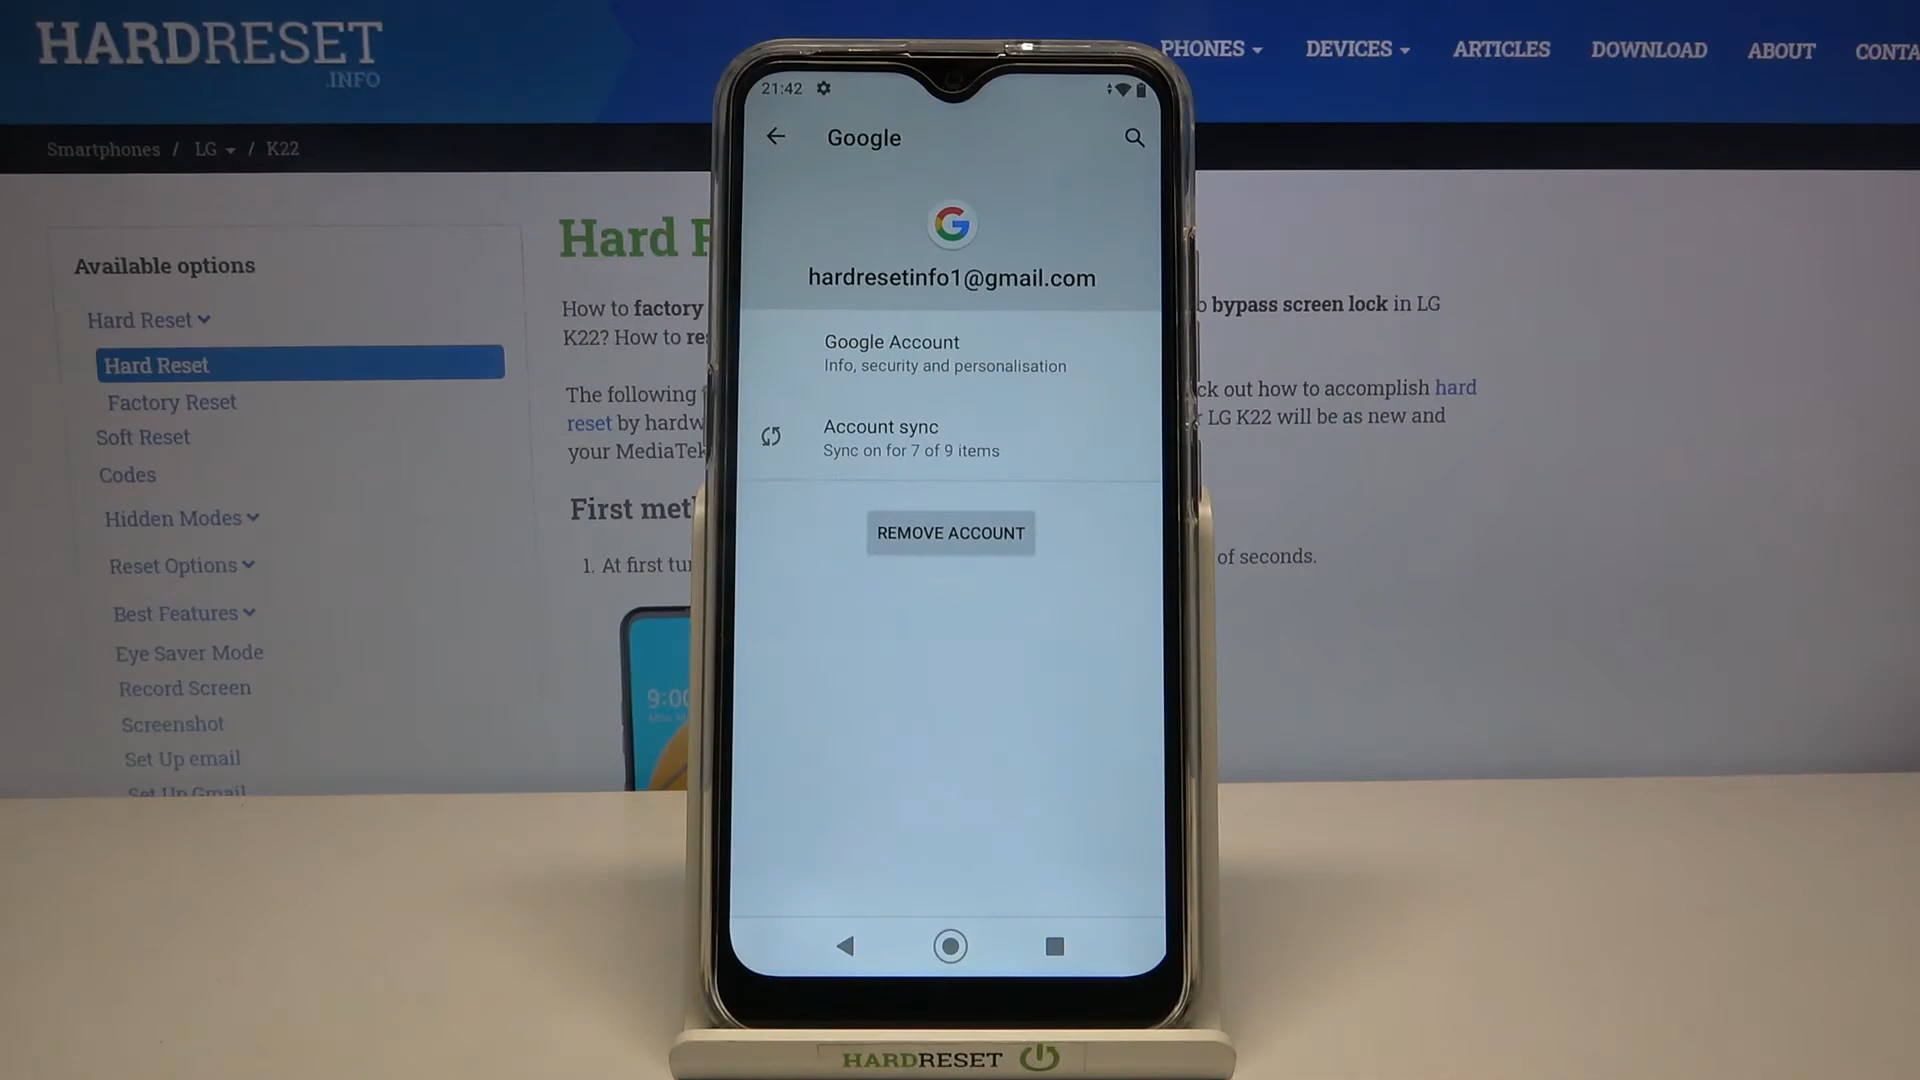 HARDRESET
.INFO
PHONES
DEVICES
ARTICLES
DOWNLOAD
ABOUT
Smartphones / LG / K22
Available options
Hard Reset
Hard Reset
Factory Reset
Soft Reset
Codes
Hidden Modes
Reset Options
Best Features
Eye Saver Mode
Record Screen
Screenshot
Set Up email
Set Up Gmail
Hard
How to factory
K22? How to
The following
reset by
your
First
1. At first
9:00
bypass screen lock in LG
out how to accomplish hard
LG K22 will be as new and
of seconds.
21:42
Google
hardresetinfo1@gmail.com
Google Account
Info, security and personalisation
Account sync
Sync on for 7 of 9 items
REMOVE ACCOUNT
HARDRESET